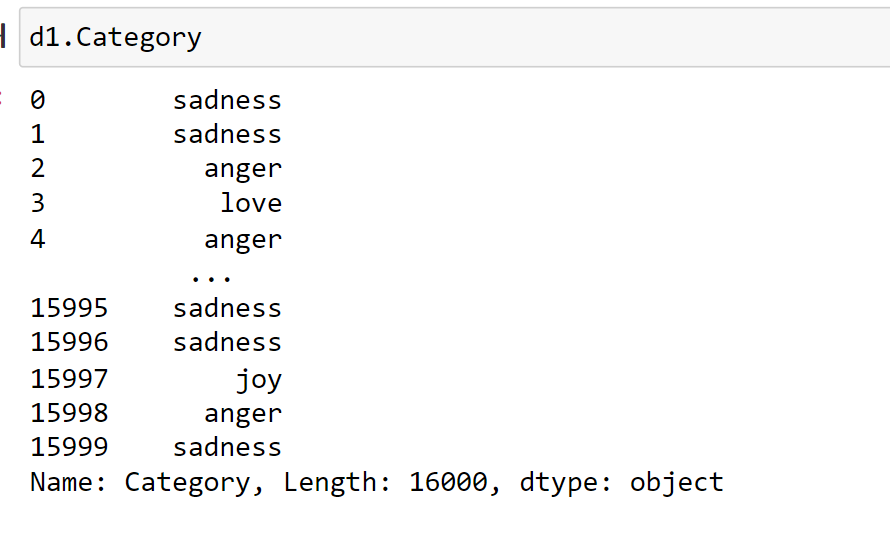 d1.Category
0 sadness
1 sadness
2 anger
3 love
4 anger
...
15995 sadness
15996 sadness
15997 joy
15998 anger
15999 sadness
Name: Category, Length: 16000, dtype: object